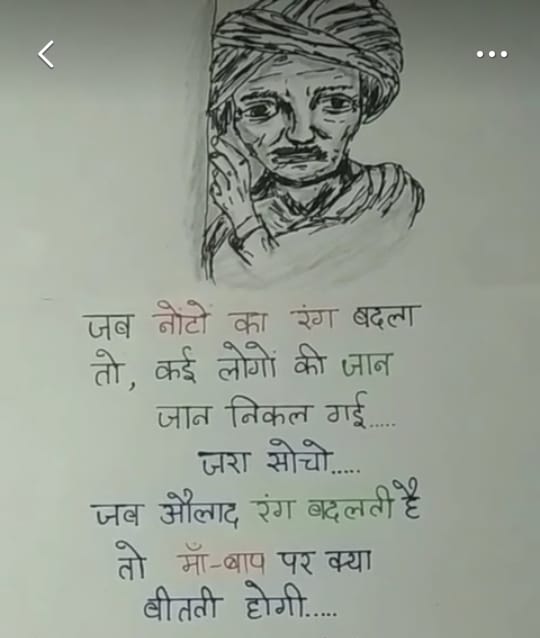 जब नोटों का रंग बदला
तो, कई लोगों की जान
जान निकल गई.....
जरा सोचो.....
जब औलाद रंग बदलती है
तो माँ-बाप पर क्या
बीतती होगी.....